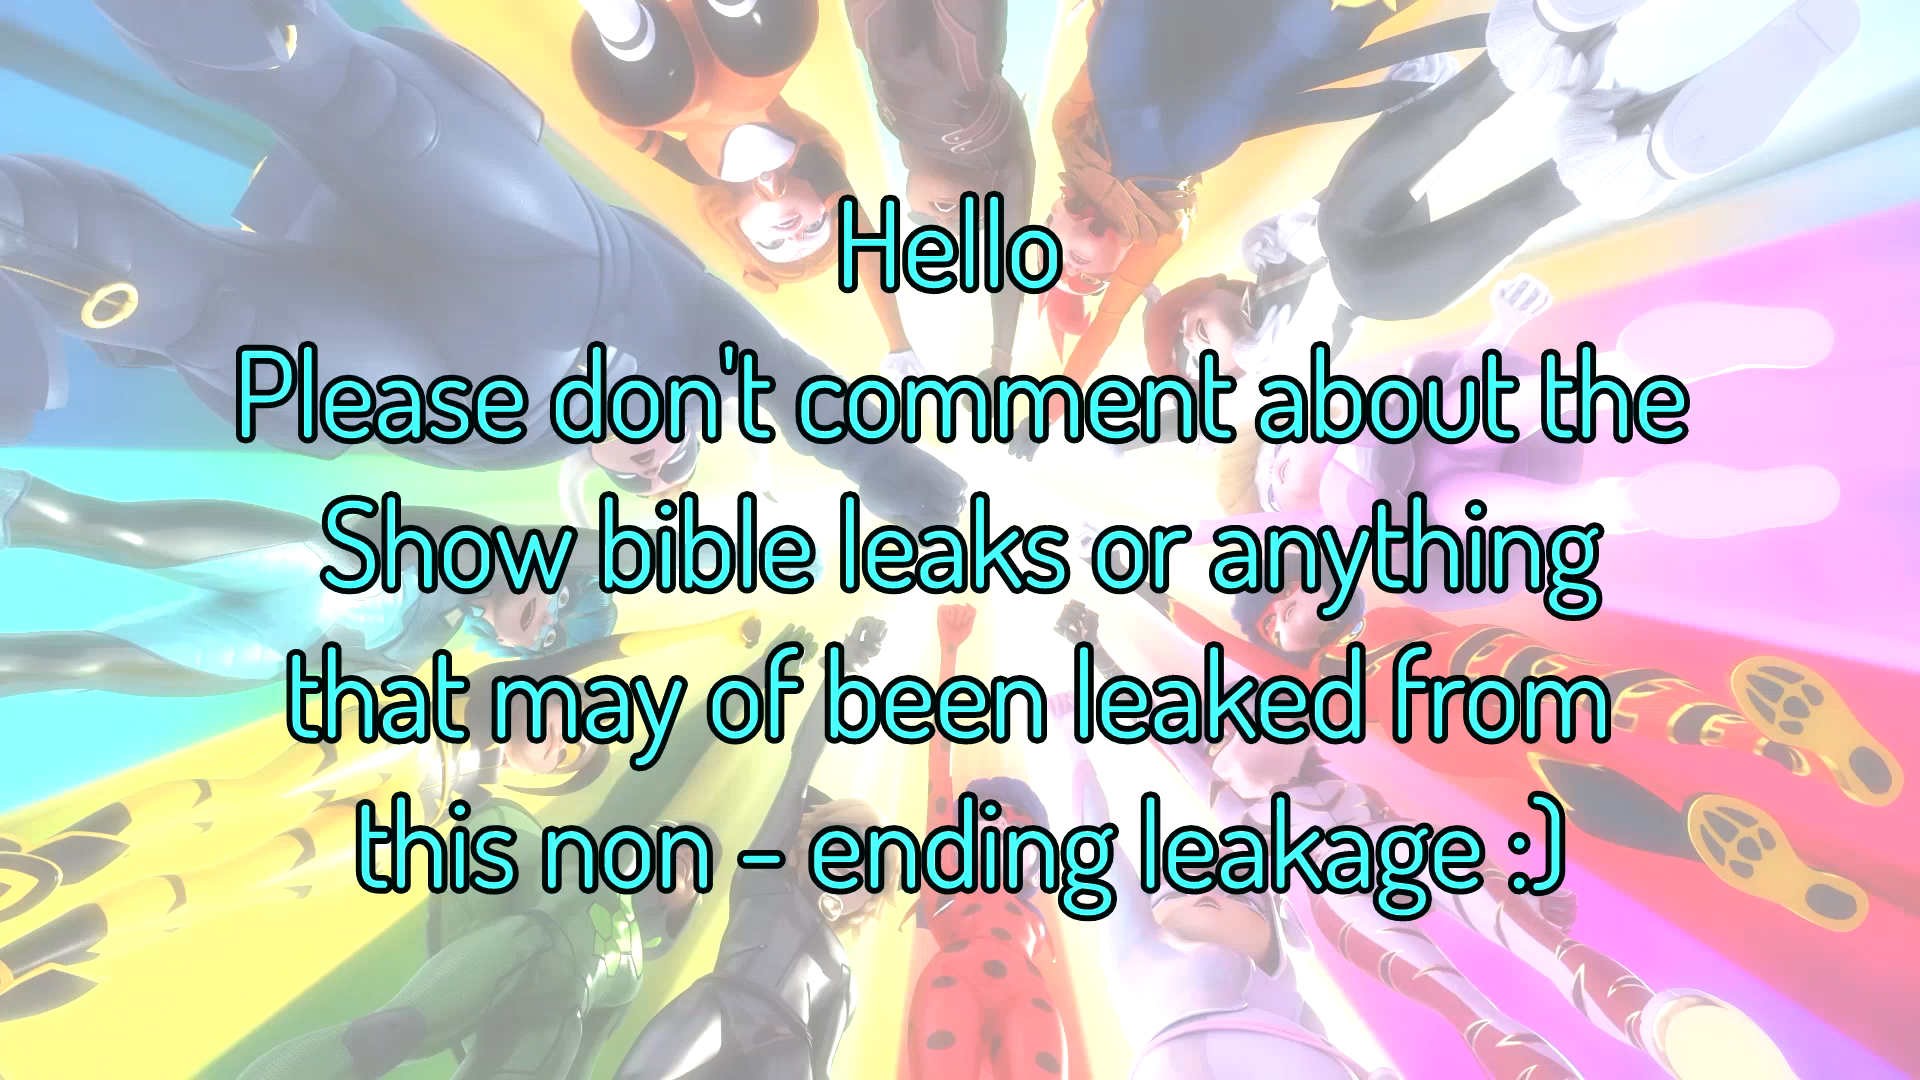 Hello
Please don't comment about the
Show bible leaks or anything
that may of been leaked from
this non - ending leakage :)